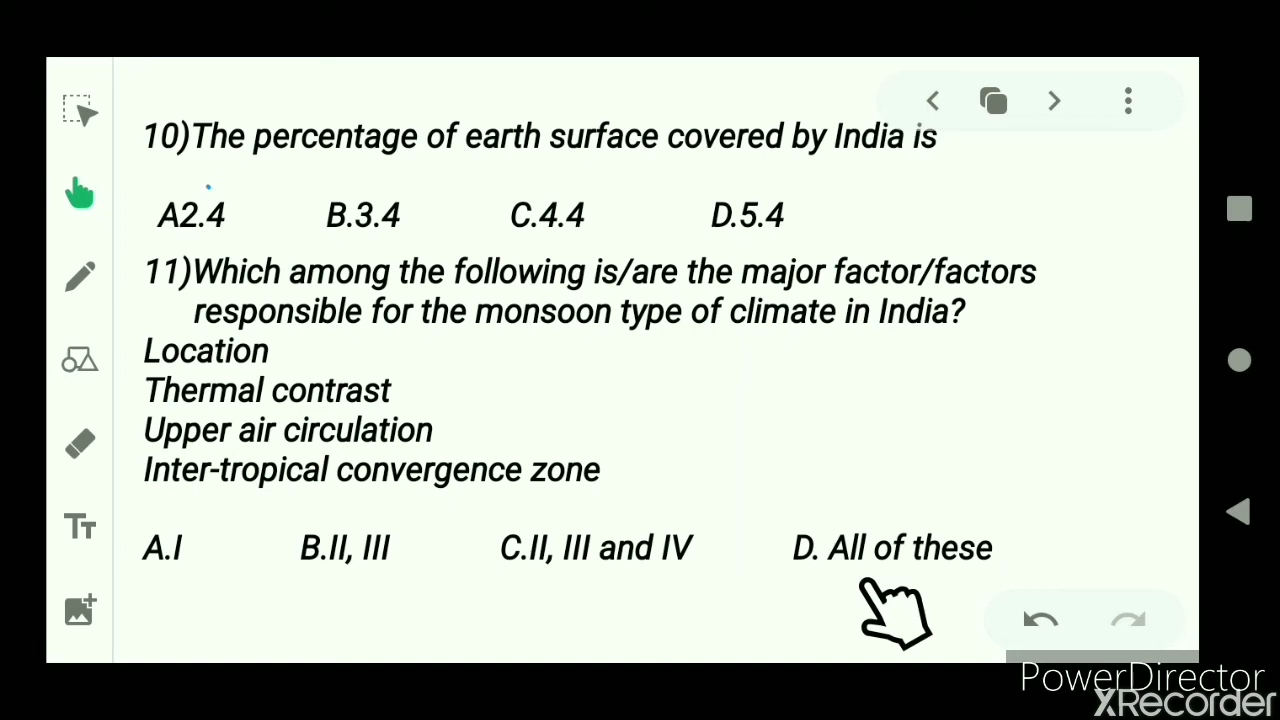 10)The percentage of earth surface covered by India is
A2.4 B.3.4 C.4.4 D.5.4
11)Which among the following is/are the major factor/factors
responsible for the monsoon type of climate in India?
Location
Thermal contrast
Upper air circulation
Inter-tropical convergence zone
A.I B.II, III C.II, III and IV D. All of these
TT
PowerDirector
XRecorder